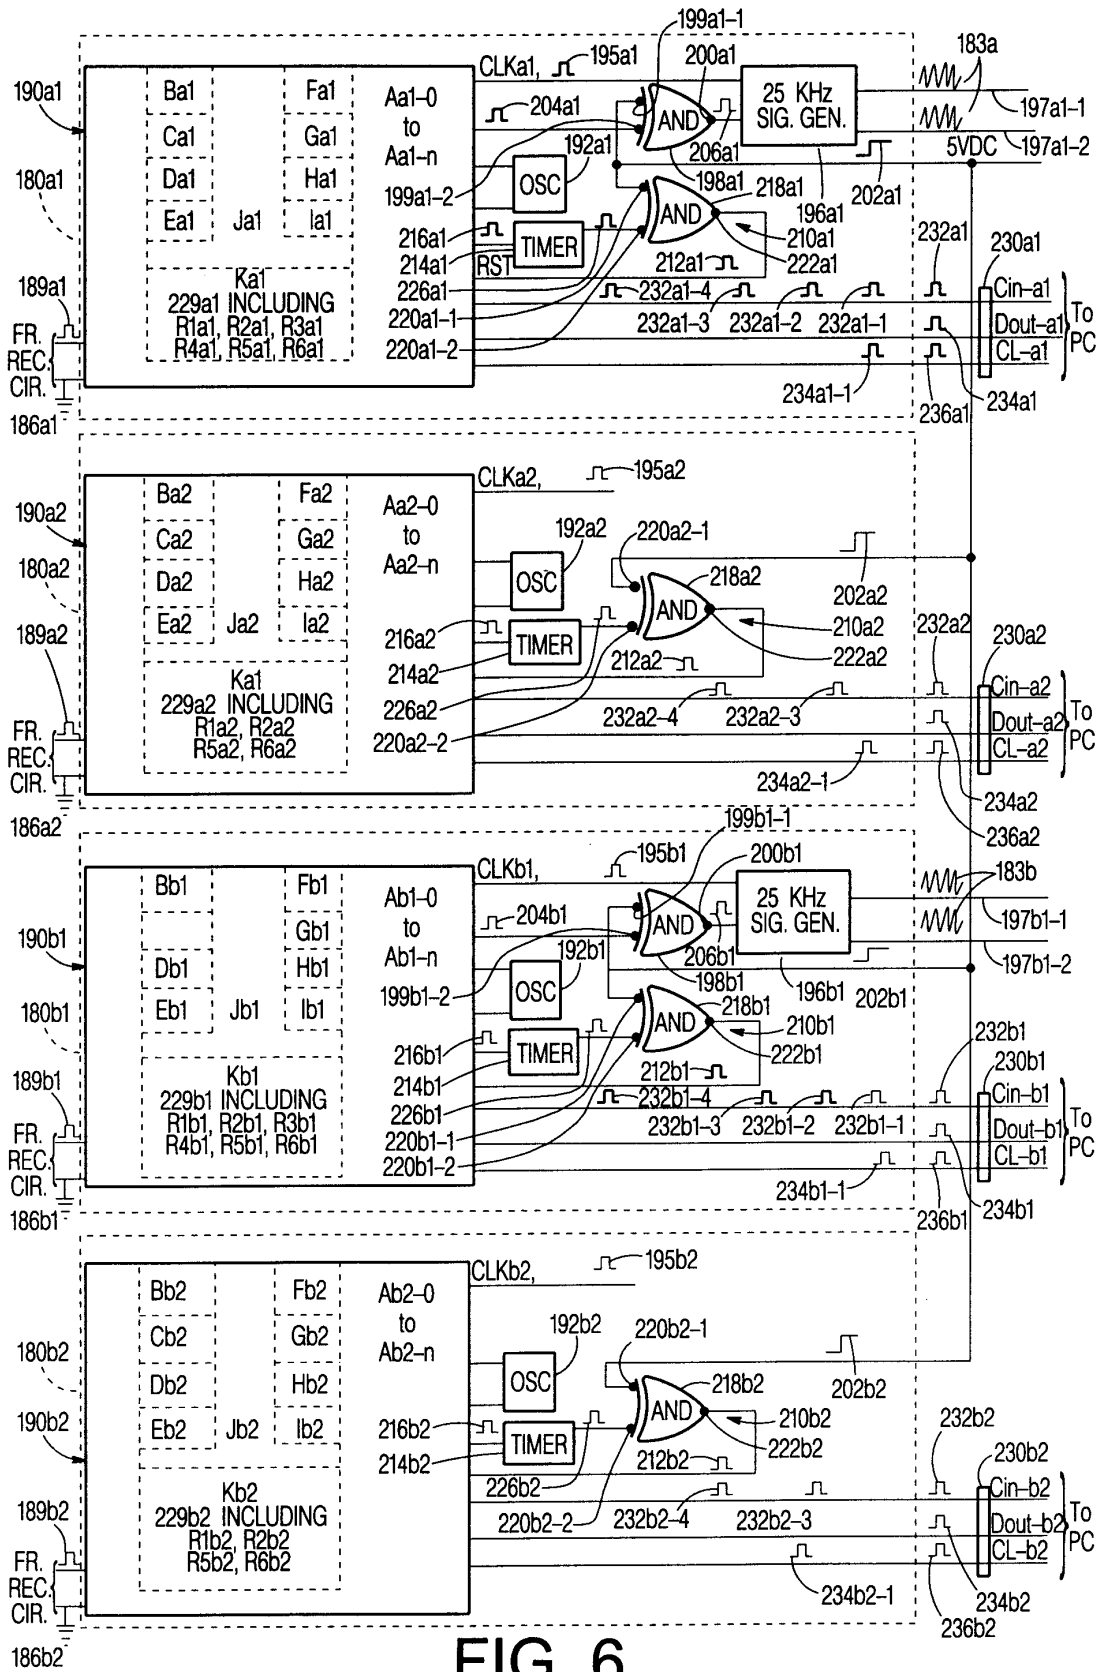 199a1-1
CLKa1, 195a1 200a1 183a
190a1 Ba1 Fa1 Aa1-0 204a1 AND 25 KHz SIG. GEN. 197a1-1
Ca1 Ga1 to 192a1 206a1 5VDC 197a1-2
180a1 Da1 Ha1 Aa1-n OSC 198a1 202a1
199a1-2 218a1 196a1
Ea1 Ja1 Ia1 216a1 TIMER AND 210a1 232a1 230a1
214a1 RST 212a1 222a1
189a1 Ka1 226a1 232a1-4 Cin-a1
229a1 INCLUDING
FR. R1a1, R2a1, R3a1 220a1-1 232a1-3 232a1-2 232a1-1 Dout-a1 To
REC. R4a1, R5a1, R6a1 220a1-2 CL-a1 PC
CIR. 234a1-1 234a1
186a1 236a1
CLKa2, 195a2
190a2 Ba2 Fa2 Aa2-0 192a2 220a2-1
Ca2 Ga2 to
180a2 Da2 Ha2 Aa2-n OSC 218a2 202a2
189a2 Ea2 Ja2 Ia2 216a2 TIMER AND 210a2 232a2 230a2
214a2 212a2 222a2
Ka1 226a2 Cin-a2
229a2 INCLUDING
FR. R1a2, R2a2 232a2-4 232a2-3 Dout-a2 To
REC. R5a2, R6a2 220a2-2 CL-a2 PC
CIR. 234a2-1 234a2
186a2 236a2
199b1-1
CLKb1, 195b1 200b1 183b
Bb1 Fb1 Ab1-0 204b1 AND 25 KHz SIG. GEN. 197b1-1
190b1 Gb1 to 192b1 206b1 197b1-2
Db1 Hb1 Ab1-n OSC 198b1 196b1 202b1
199b1-2
180b1 Eb1 Jb1 Ib1 216b1 TIMER AND 218b1 210b1 232b1
214b1 212b1 222b1 230b1
189b1 Kb1 226b1 232b1-4 Cin-b1
229b1 INCLUDING
FR. R1b1, R2b1, R3b1 220b1-1 232b1-3 232b1-2 232b1-1 Dout-b1 To
REC. R4b1, R5b1, R6b1 220b1-2 CL-b1 PC
CIR. 234b1-1 234b1
186b1 236b1
CLKb2, 195b2
Bb2 Fb2 Ab2-0 192b2 220b2-1
180b2 Cb2 Gb2 to
Db2 Hb2 Ab2-n OSC 218b2 202b2
190b2 Eb2 Jb2 Ib2 216b2 TIMER AND 210b2 232b2
214b2 212b2 222b2 230b2
189b2 Kb2 226b2 Cin-b2
229b2 INCLUDING 220b2-2 232b2-4 232b2-3
FR. R1b2, R2b2 Dout-b2 To
REC. R5b2, R6b2 CL-b2 PC
CIR. 234b2-1 234b2
186b2 236b2
FIG. 6